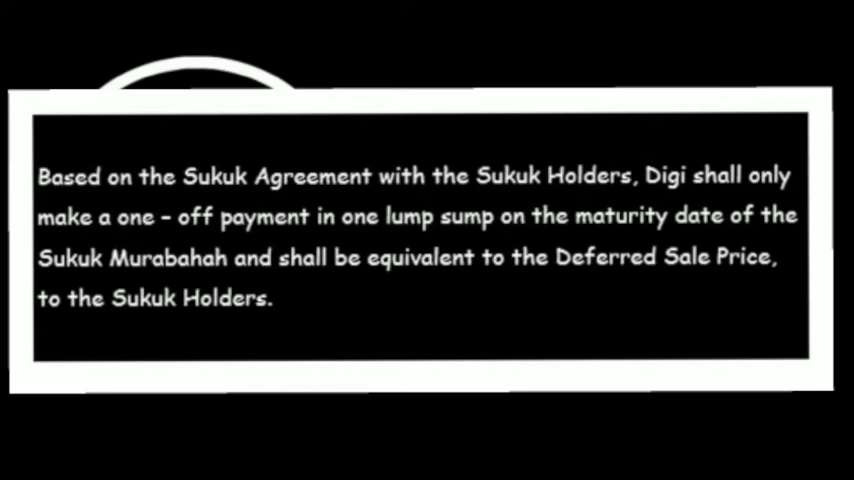 Based on the Sukuk Agreement with the Sukuk Holders, Digi shall only
make a one – off payment in one lump sump on the maturity date of the
Sukuk Murabahah and shall be equivalent to the Deferred Sale Price,
to the Sukuk Holders.